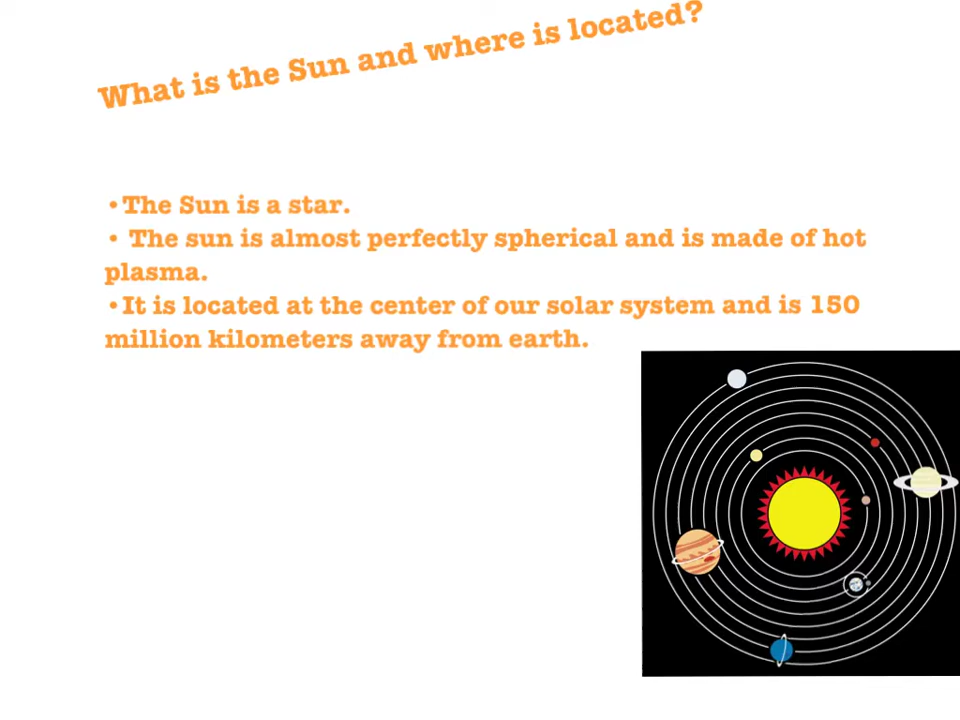 What is the Sun and where is located?
•The Sun is a star.
• The sun is almost perfectly spherical and is made of hot
plasma.
•It is located at the center of our solar system and is 150
million kilometers away from earth.